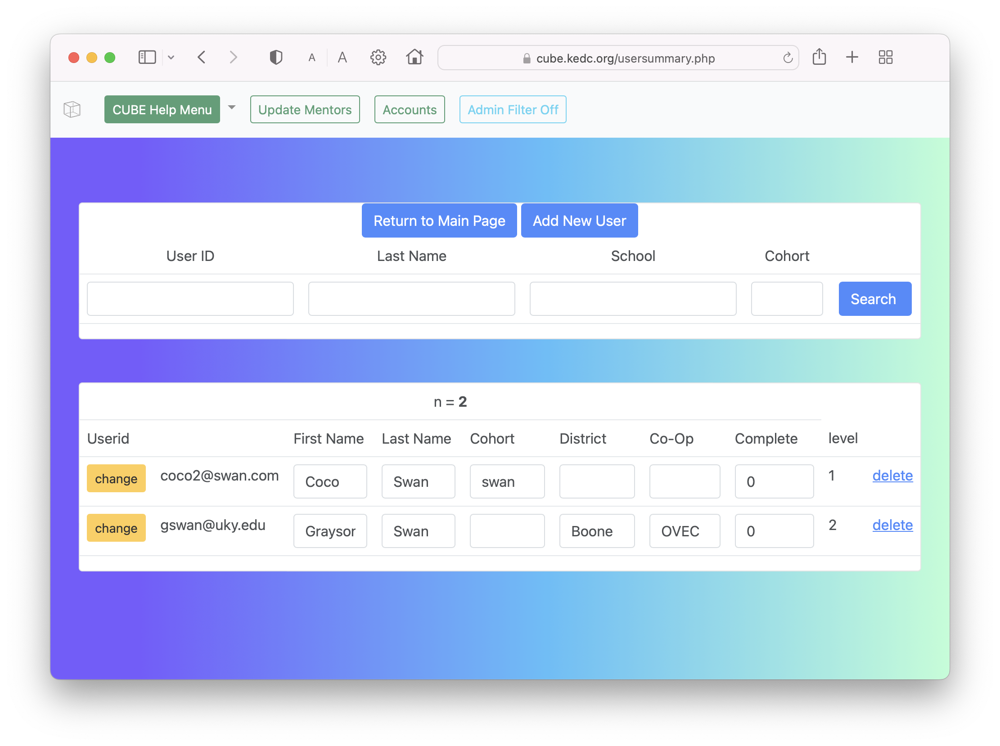 A A cube.kedc.org/usersummary.php
CUBE Help Menu Update Mentors Accounts Admin Filter Off
Return to Main Page Add New User
User ID Last Name School Cohort
Search
n = 2
Userid First Name Last Name Cohort District Co-Op Complete level
change coco2@swan.com Coco Swan swan 0 1 delete
change gswan@uky.edu Graysor Swan Boone OVEC 0 2 delete